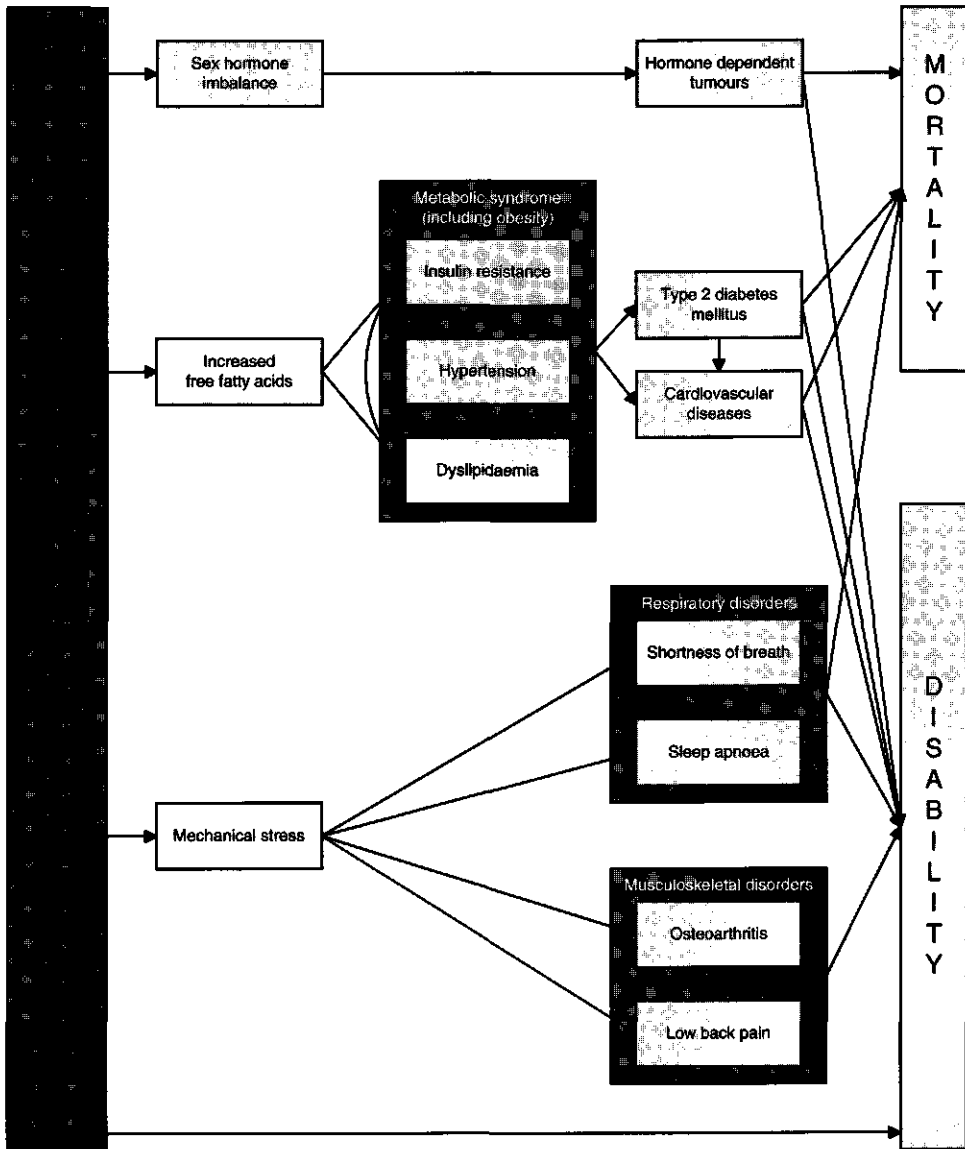 Sex hormone
imbalance
Hormone dependent
tumours
MORTALITY
Metabolic syndrome
(including obesity)
Insulin resistance
Type 2 diabetes
mellitus
Increased
free fatty acids
Hypertension
Cardiovascular
diseases
Dyslipidaemia
Respiratory disorders
Shortness of breath
DISABILITY
Sleep apnoea
Mechanical stress
Musculoskeletal disorders
Osteoarthritis
Low back pain